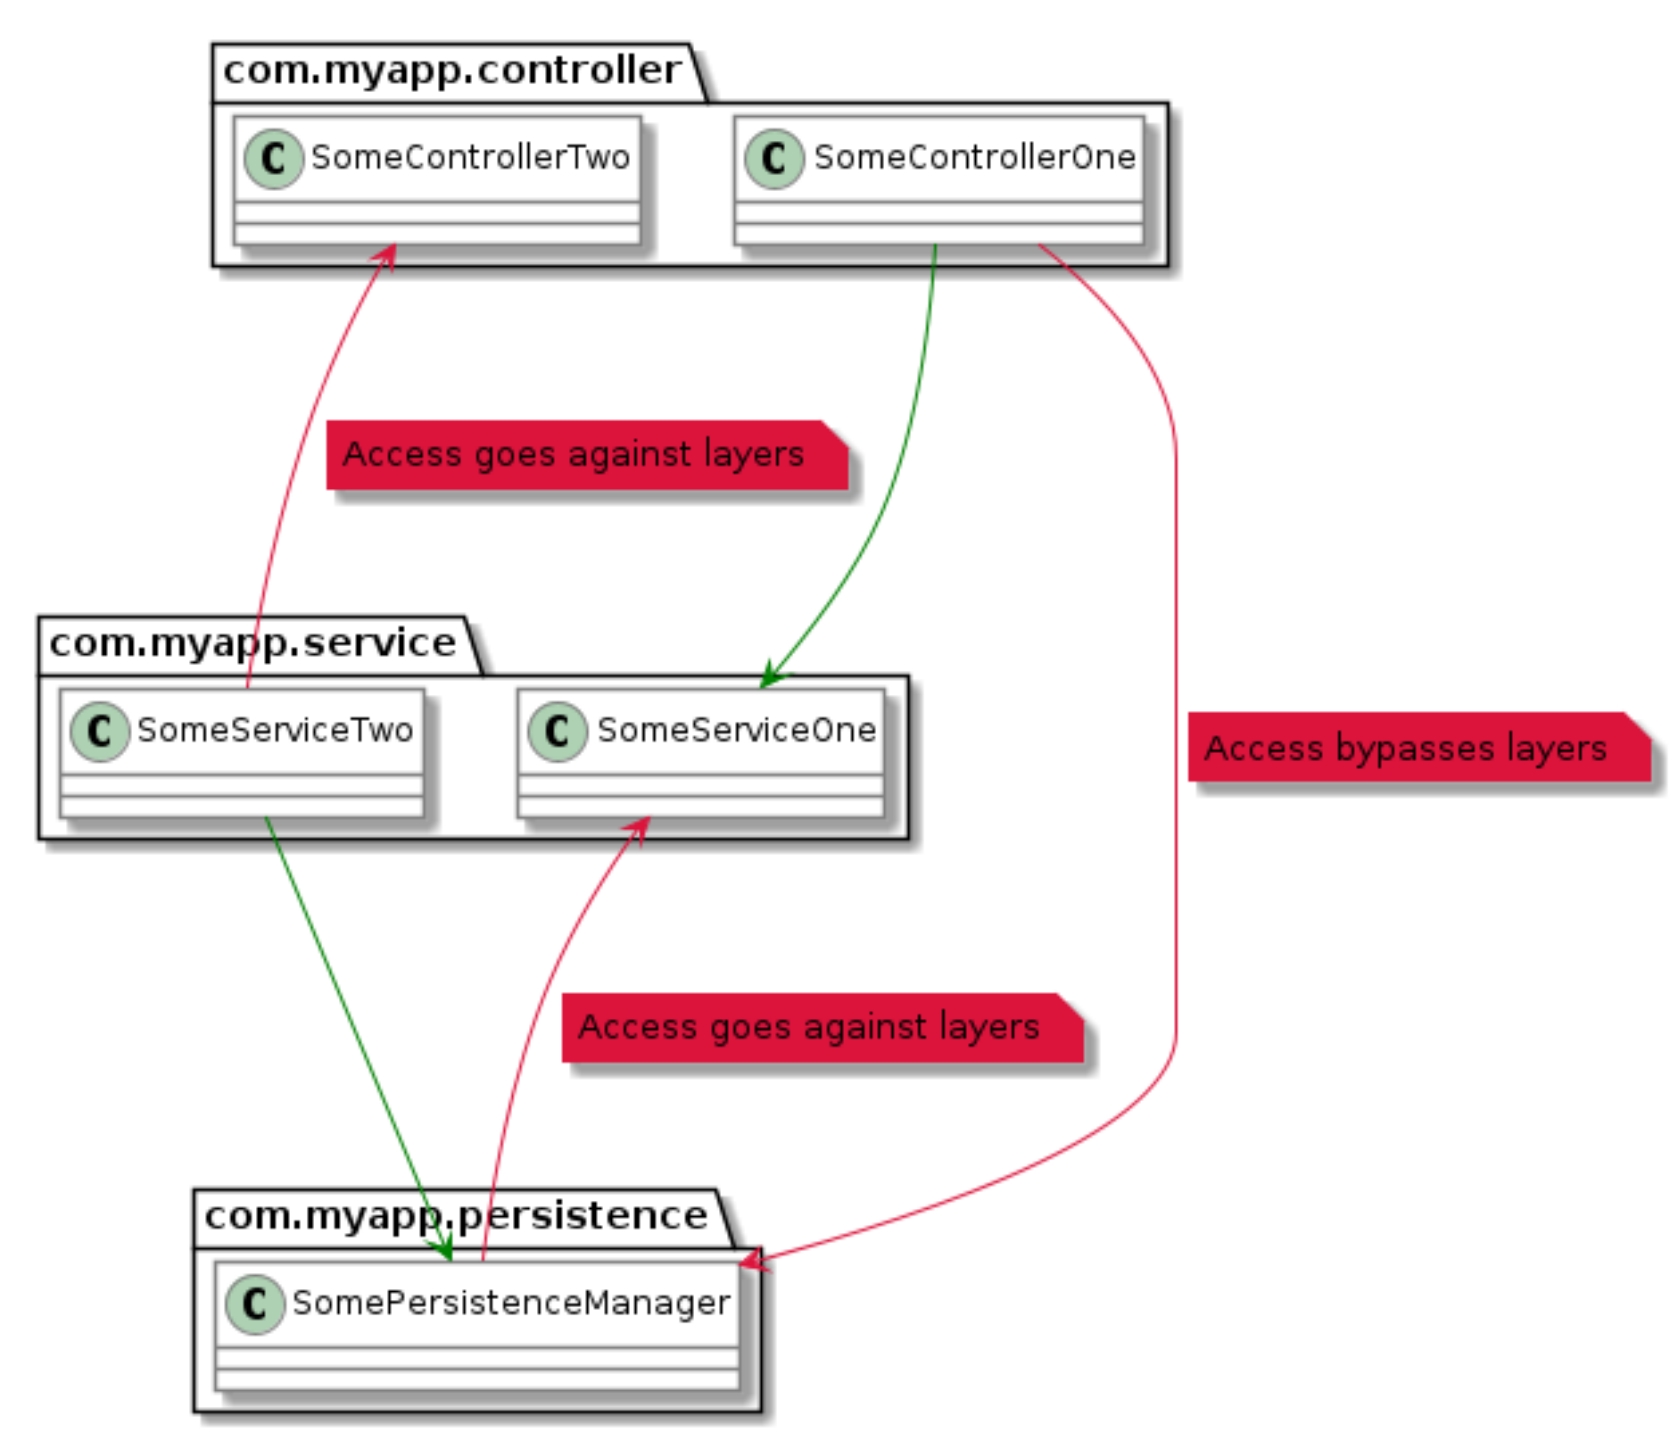 com.myapp.controller
C SomeControllerTwo
C SomeControllerOne
Access goes against layers
com.myapp.service
C SomeServiceTwo
C SomeServiceOne
Access bypasses layers
Access goes against layers
com.myapp.persistence
C SomePersistenceManager